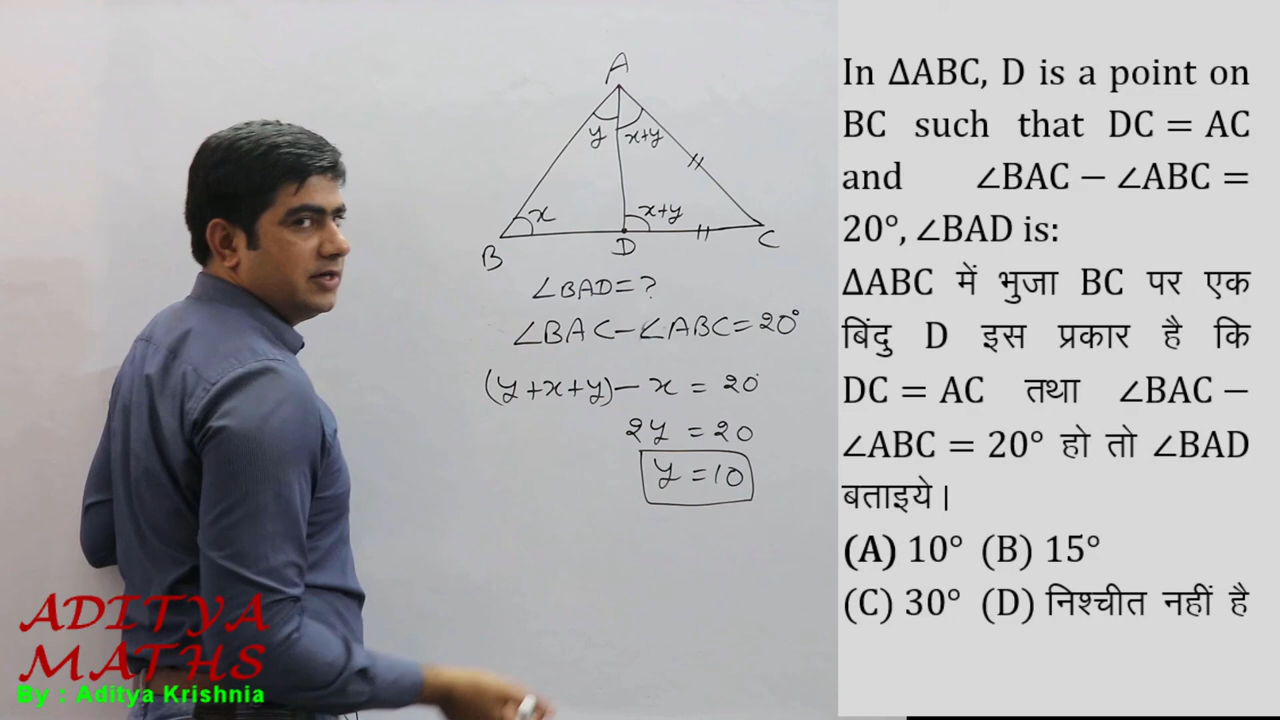 A
y
x+y
x
x+y
B
D
C
∠BAD=?
∠BAC-∠ABC=20°
(y+x+y)-x=20°
2y=20
y=10
ADITYA
MATHS
By : Aditya Krishnia
In ΔABC, D is a point on
BC such that DC = AC
and ∠BAC − ∠ABC =
20°, ∠BAD is:
ΔABC में भुजा BC पर एक
बिंदु D इस प्रकार है कि
DC = AC तथा ∠BAC −
∠ABC = 20° हो तो ∠BAD
बताइये।
(A) 10° (B) 15°
(C) 30° (D) निश्चीत नहीं है